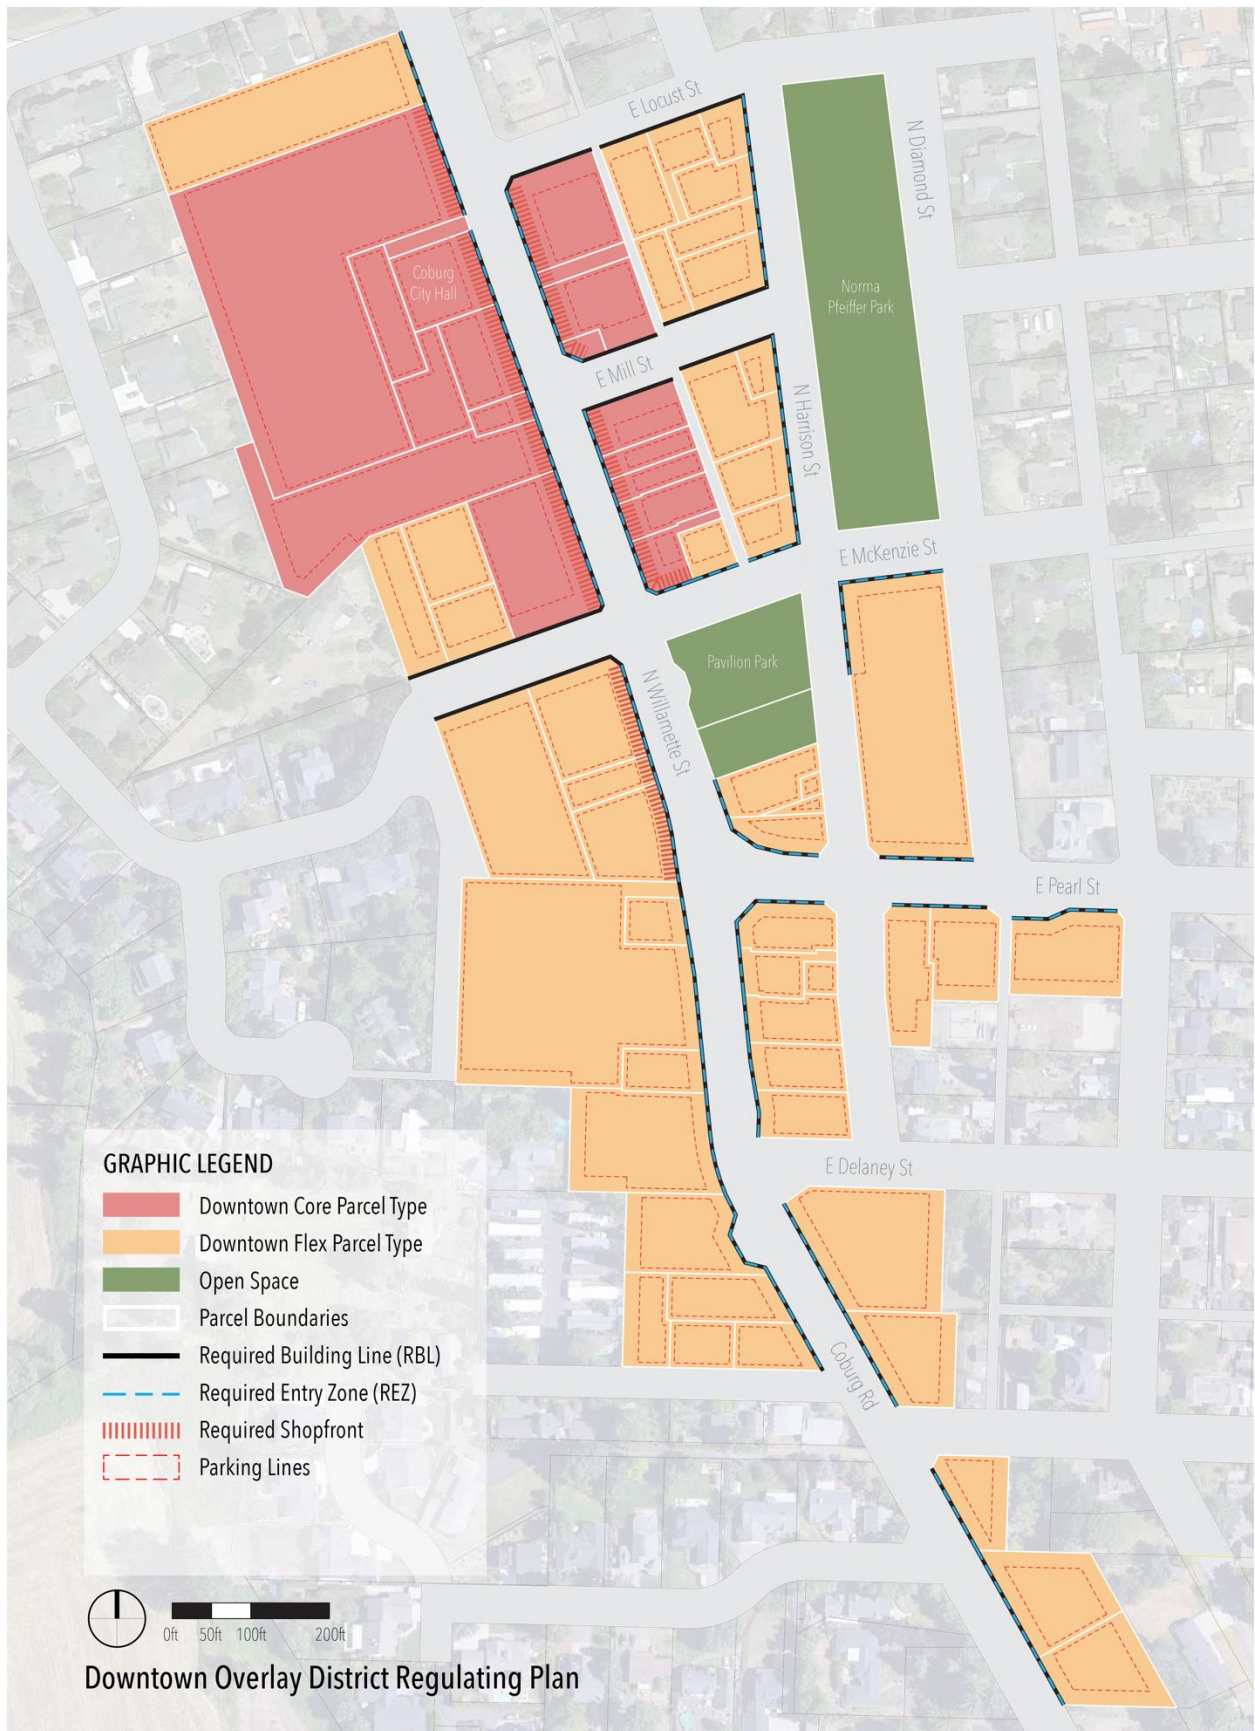 E Locust St
N Diamond St
Coburg
City Hall
Norma
Pfeiffer Park
E Mill St
N Harrison St
E McKenzie St
Pavilion Park
N Willamette St
E Pearl St
E Delaney St
Coburg Rd
GRAPHIC LEGEND
Downtown Core Parcel Type
Downtown Flex Parcel Type
Open Space
Parcel Boundaries
Required Building Line (RBL)
Required Entry Zone (REZ)
Required Shopfront
Parking Lines
0ft 50ft 100ft 200ft
Downtown Overlay District Regulating Plan